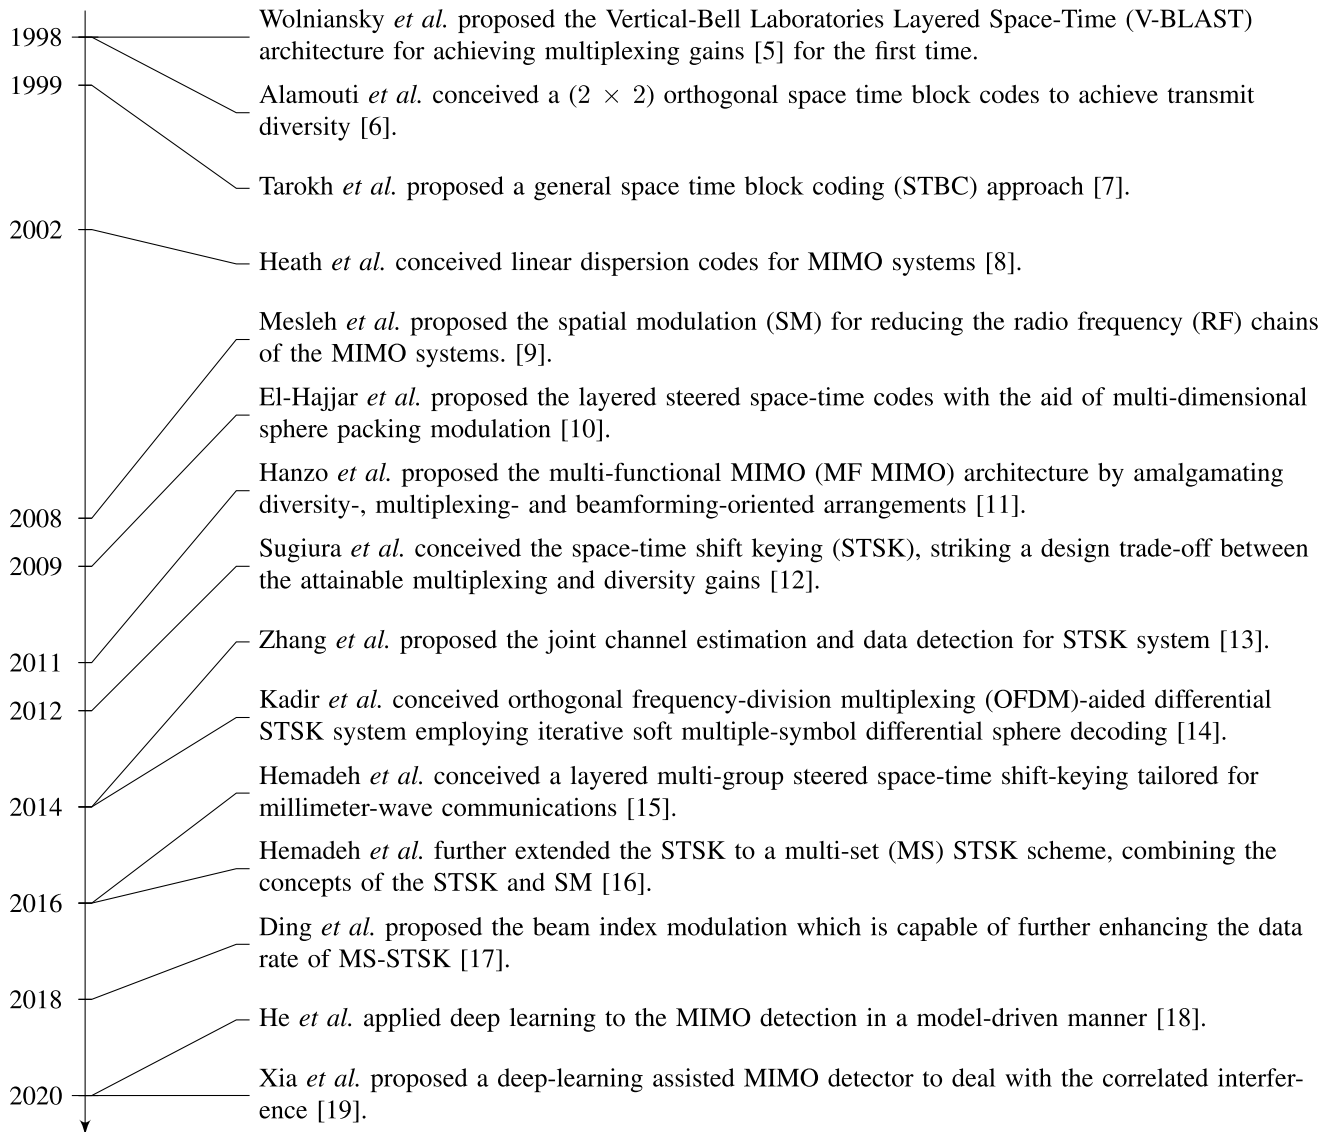 1998
Wolniansky et al. proposed the Vertical-Bell Laboratories Layered Space-Time (V-BLAST)
architecture for achieving multiplexing gains [5] for the first time.
1999
Alamouti et al. conceived a (2 × 2) orthogonal space time block codes to achieve transmit
diversity [6].
Tarokh et al. proposed a general space time block coding (STBC) approach [7].
2002
Heath et al. conceived linear dispersion codes for MIMO systems [8].
Mesleh et al. proposed the spatial modulation (SM) for reducing the radio frequency (RF) chains
of the MIMO systems. [9].
El-Hajjar et al. proposed the layered steered space-time codes with the aid of multi-dimensional
sphere packing modulation [10].
Hanzo et al. proposed the multi-functional MIMO (MF MIMO) architecture by amalgamating
diversity-, multiplexing- and beamforming-oriented arrangements [11].
2008
Sugiura et al. conceived the space-time shift keying (STSK), striking a design trade-off between
the attainable multiplexing and diversity gains [12].
2009
Zhang et al. proposed the joint channel estimation and data detection for STSK system [13].
2011
Kadir et al. conceived orthogonal frequency-division multiplexing (OFDM)-aided differential
STSK system employing iterative soft multiple-symbol differential sphere decoding [14].
2012
Hemadeh et al. conceived a layered multi-group steered space-time shift-keying tailored for
millimeter-wave communications [15].
2014
Hemadeh et al. further extended the STSK to a multi-set (MS) STSK scheme, combining the
concepts of the STSK and SM [16].
2016
Ding et al. proposed the beam index modulation which is capable of further enhancing the data
rate of MS-STSK [17].
2018
He et al. applied deep learning to the MIMO detection in a model-driven manner [18].
2020
Xia et al. proposed a deep-learning assisted MIMO detector to deal with the correlated interfer-
ence [19].